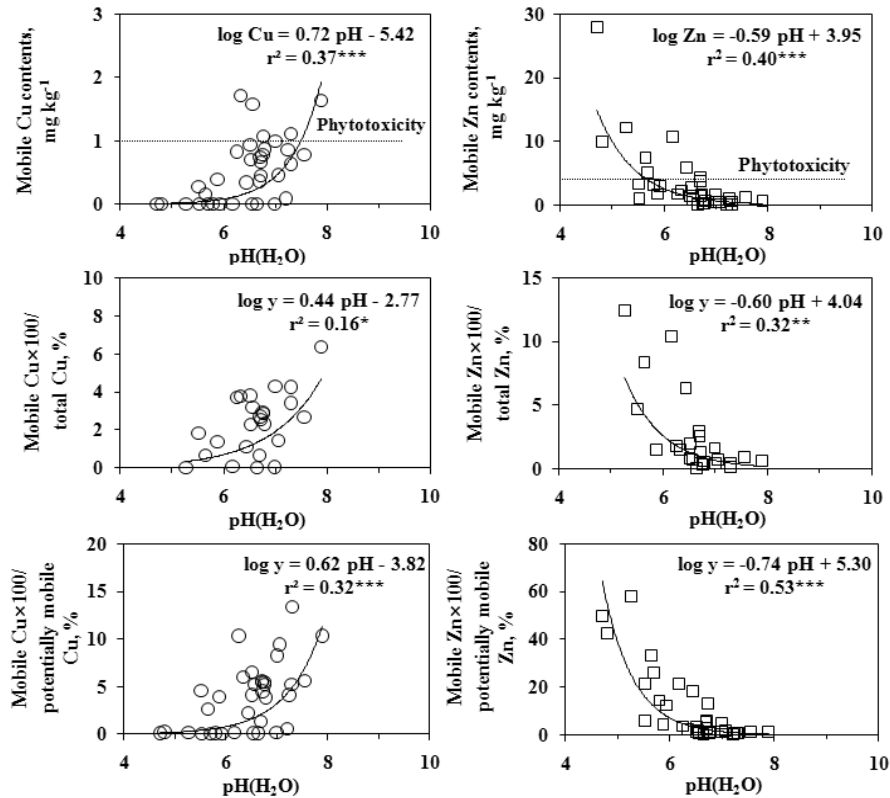 Mobile Cu contents,
mg kg⁻¹
3
2
1
0
log Cu = 0.72 pH - 5.42
r² = 0.37***
Phytotoxicity
4
6
8
10
pH(H₂O)
Mobile Zn contents,
mg kg⁻¹
30
20
10
0
log Zn = -0.59 pH + 3.95
r² = 0.40***
Phytotoxicity
4
6
8
10
pH(H₂O)
Mobile Cu×100/
total Cu, %
10
8
6
4
2
0
log y = 0.44 pH - 2.77
r² = 0.16*
4
6
8
10
pH(H₂O)
Mobile Zn×100/
total Zn, %
15
10
5
0
log y = -0.60 pH + 4.04
r² = 0.32**
4
6
8
10
pH(H₂O)
Mobile Cu×100/
potentially mobile
Cu, %
20
15
10
5
0
log y = 0.62 pH - 3.82
r² = 0.32***
4
6
8
10
pH(H₂O)
Mobile Zn×100/
potentially mobile
Zn, %
80
60
40
20
0
log y = -0.74 pH + 5.30
r² = 0.53***
4
6
8
10
pH(H₂O)